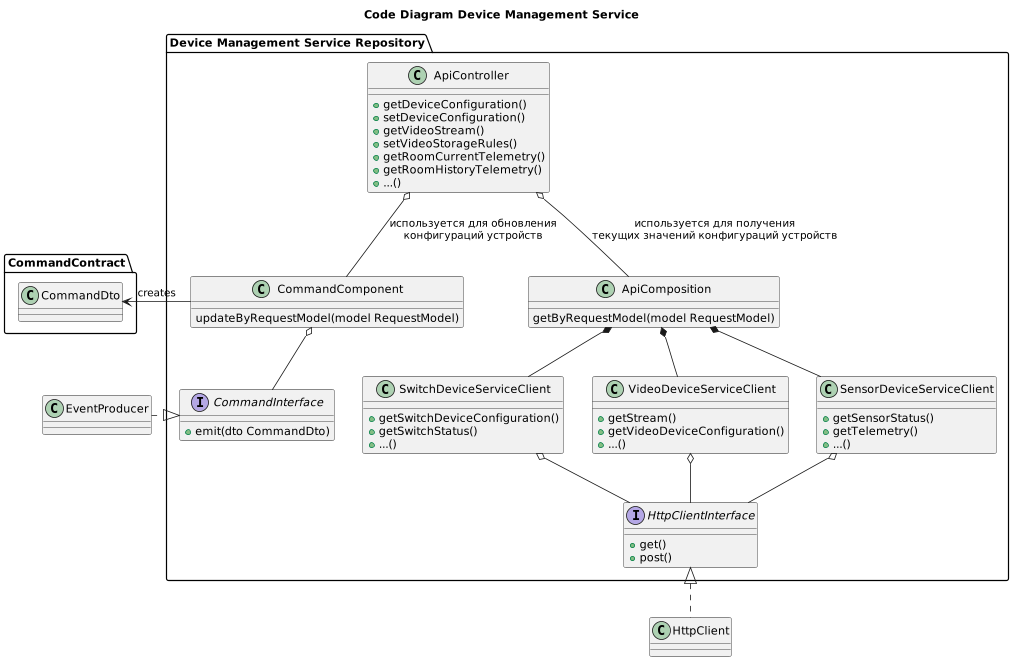 Code Diagram Device Management Service
Device Management Service Repository
C ApiController
getDeviceConfiguration()
setDeviceConfiguration()
getVideoStream()
setVideoStorageRules()
getRoomCurrentTelemetry()
getRoomHistoryTelemetry()
...()
используется для обновления
конфигураций устройств
используется для получения
текущих значений конфигураций устройств
CommandContract
C CommandDto
creates
C CommandComponent
updateByRequestModel(model RequestModel)
C ApiComposition
getByRequestModel(model RequestModel)
C EventProducer
I CommandInterface
emit(dto CommandDto)
C SwitchDeviceServiceClient
getSwitchDeviceConfiguration()
getSwitchStatus()
...()
C VideoDeviceServiceClient
getStream()
getVideoDeviceConfiguration()
...()
C SensorDeviceServiceClient
getSensorStatus()
getTelemetry()
...()
I HttpClientInterface
get()
post()
C HttpClient